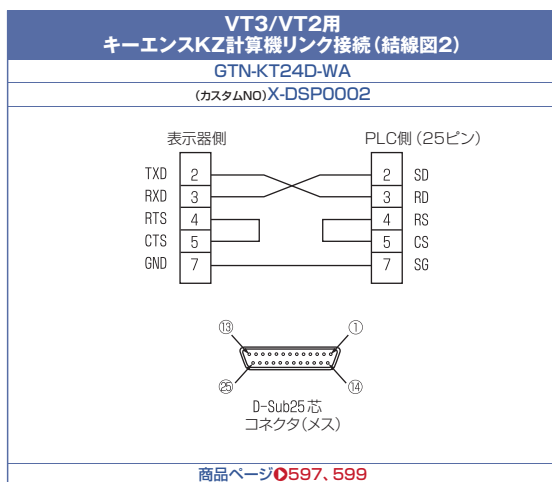 VT3/VT2用
キーエンスKZ計算機リンク接続(結線図2)
GTN-KT24D-WA
(カスタムNO)X-DSP0002
表示器側 PLC側(25ピン)
TXD 2 2 SD
RXD 3 3 RD
RTS 4 4 RS
CTS 5 5 CS
GND 7 7 SG
⑬ ①
㉕ ⑭
D-Sub25芯
コネクタ(メス)
商品ページ597、599